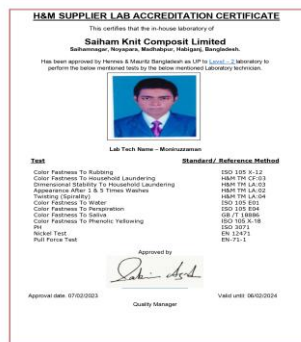 H&M SUPPLIER LAB ACCREDITATION CERTIFICATE
This certifies that the in-house laboratory of
Saiham Knit Composit Limited
Saihamnagar, Noyapara, Madhabpur, Habiganj, Bangladesh.
Has been approved by Hennes & Mauritz Bangladesh as UP to Level – 2 laboratory to
perform the below mentioned tests by the below mentioned Laboratory technician.
Lab Tech Name – Moniruzzaman
Test Standard/ Reference Method
Color Fastness To Rubbing ISO 105 X-12
Color Fastness To Household Laundering H&M TM CF:03
Dimensional Stability To Household Laundering H&M TM LA:03
Appearance After 1 & 5 Times Washes H&M TM LA:02
Twisting (Spirality) H&M TM LA:04
Color Fastness To Water ISO 105 E01
Color Fastness To Perspiration ISO 105 E04
Color Fastness To Saliva GB /T 18886
Color Fastness To Phenolic Yellowing ISO 105 X-18
PH ISO 3071
Nickel Test EN 12471
Pull Force Test EN-71-1
Approved by
Approval date. 07/02/2023 Valid until: 06/02/2024
Quality Manager